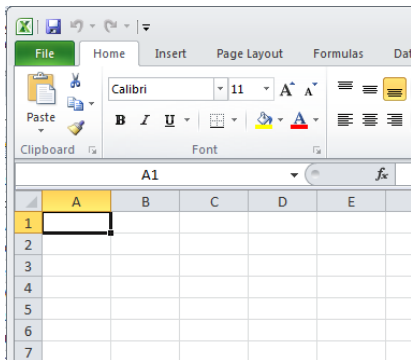 File Home Insert Page Layout Formulas Dat
Calibri 11 A A
Paste B I U A
Clipboard Font
A1 fx
A B C D E
1
2
3
4
5
6
7